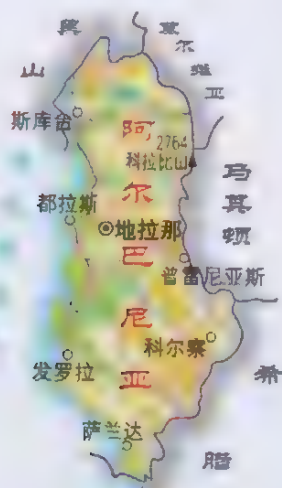 黑山
塞尔维亚
斯库台
2764
科拉比山
马其顿
都拉斯
地拉那
普雷尼亚斯
阿尔巴尼亚
科尔察
发罗拉
萨兰达
希腊